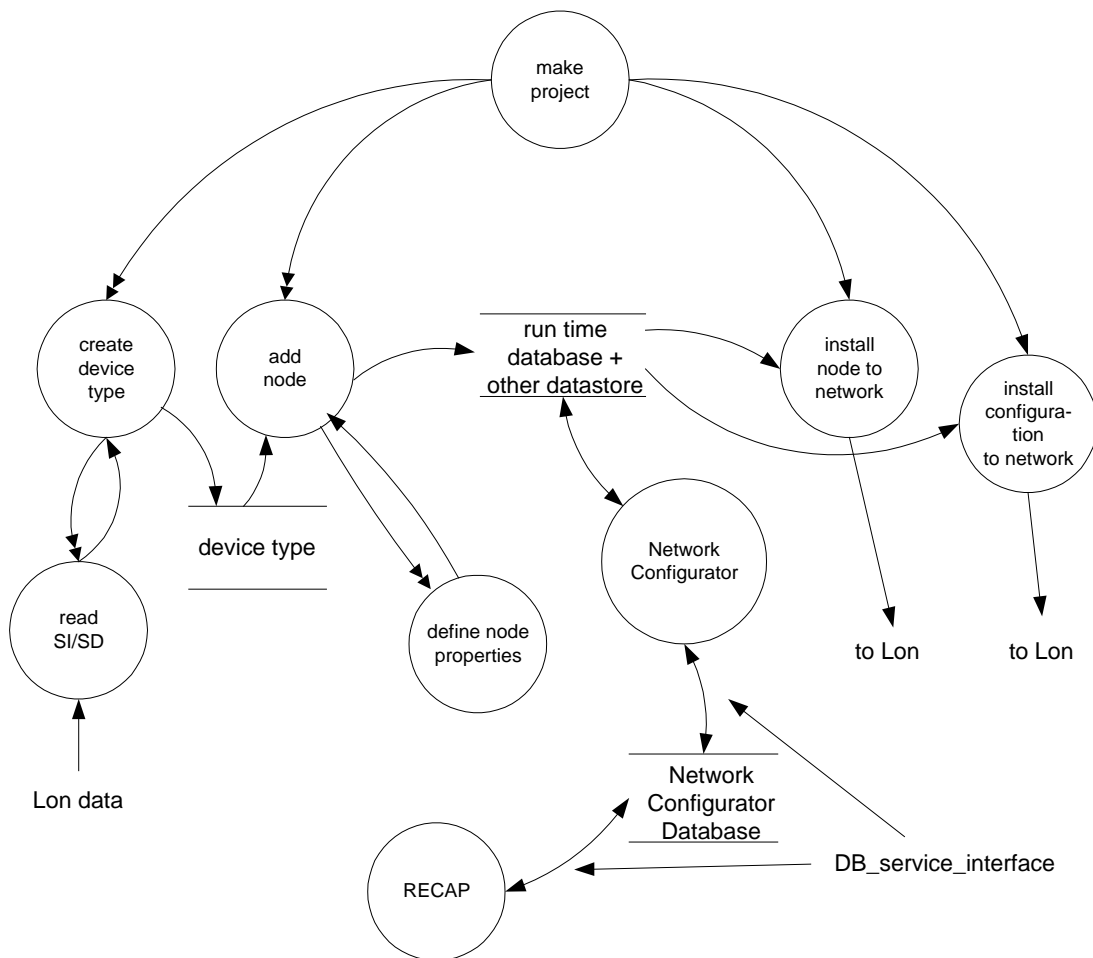 make
project
create
device
type
add
node
run time
database +
other datastore
install
node to
network
install
configura-
tion
to network
device type
Network
Configurator
read
SI/SD
define node
properties
to Lon
to Lon
Lon data
Network
Configurator
Database
DB_service_interface
RECAP